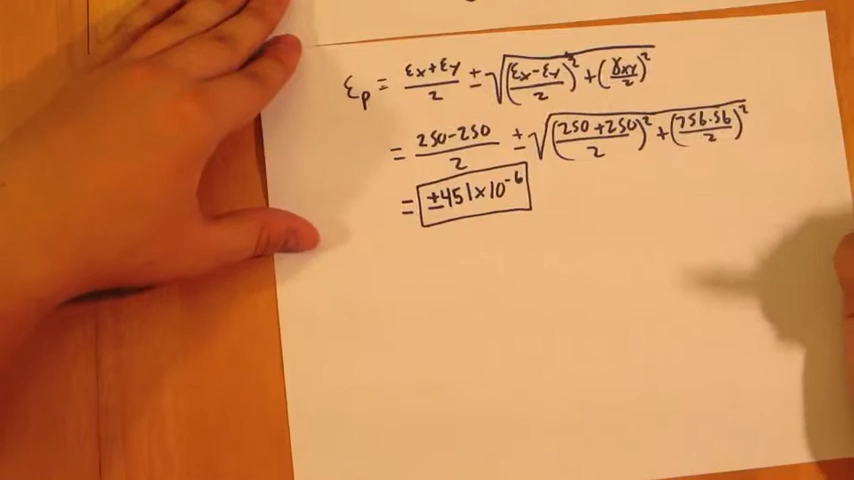 εp = εx+εy/2 ± √((εx-εy/2)² + (γxy/2)²)
= 250-250/2 ± √((250+250/2)² + (756.56/2)²)
= ±451×10⁻⁶